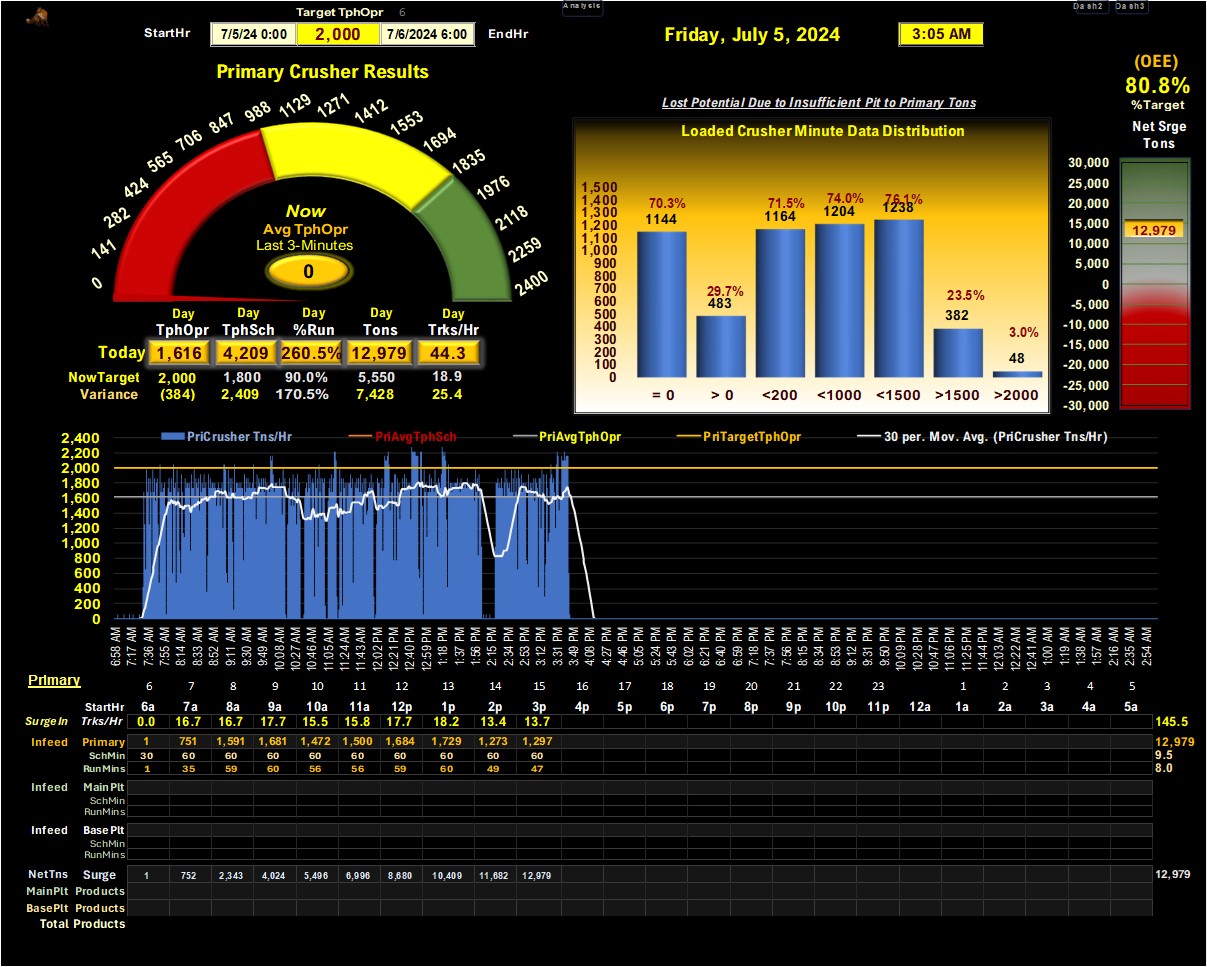 Analysis Dash2 Dash3
Target TphOpr 6
StartHr 7/5/24 0:00 2,000 7/6/2024 6:00 EndHr
Friday, July 5, 2024
3:05 AM
Primary Crusher Results
0 141 282 424 565 706 847 988 1129 1271 1412 1553 1694 1835 1976 2118 2259 2400
Now
Avg TphOpr
Last 3-Minutes
0
Day Day Day Day Day
TphOpr TphSch %Run Tons Trks/Hr
Today 1,616 4,209 260.5% 12,979 44.3
NowTarget 2,000 1,800 90.0% 5,550 18.9
Variance (384) 2,409 170.5% 7,428 25.4
Lost Potential Due to Insufficient Pit to Primary Tons
Loaded Crusher Minute Data Distribution
1,500
1,400
1,300
1,200
1,100
1,000
900
800
700
600
500
400
300
200
100
0
70.3% 29.7% 71.5% 74.0% 76.1% 23.5% 3.0%
1144 483 1164 1204 1238 382 48
= 0 > 0 <200 <1000 <1500 >1500 >2000
(OEE)
80.8%
%Target
Net Srge
Tons
30,000
25,000
20,000
15,000
10,000
5,000
0
-5,000
-10,000
-15,000
-20,000
-25,000
-30,000
12,979
PriCrusher Tns/Hr PriAvgTphSch PriAvgTphOpr PriTargetTphOpr 30 per. Mov. Avg. (PriCrusher Tns/Hr)
2,400
2,200
2,000
1,800
1,600
1,400
1,200
1,000
800
600
400
200
0
6:58 AM 7:17 AM 7:36 AM 7:55 AM 8:14 AM 8:33 AM 8:52 AM 9:11 AM 9:30 AM 9:49 AM 10:08 AM 10:27 AM 10:46 AM 11:05 AM 11:24 AM 11:43 AM 12:02 PM 12:21 PM 12:40 PM 12:59 PM 1:18 PM 1:37 PM 1:56 PM 2:15 PM 2:34 PM 2:53 PM 3:12 PM 3:31 PM 3:49 PM 4:08 PM 4:27 PM 4:46 PM 5:05 PM 5:24 PM 5:43 PM 6:02 PM 6:21 PM 6:40 PM 6:59 PM 7:18 PM 7:37 PM 7:56 PM 8:15 PM 8:34 PM 8:53 PM 9:12 PM 9:31 PM 9:50 PM 10:09 PM 10:28 PM 10:47 PM 11:06 PM 11:25 PM 11:44 PM 12:03 AM 12:22 AM 12:41 AM 1:00 AM 1:19 AM 1:38 AM 1:57 AM 2:16 AM 2:35 AM 2:54 AM
Primary
6 7 8 9 10 11 12 13 14 15 16 17 18 19 20 21 22 23 1 2 3 4 5
StartHr 6a 7a 8a 9a 10a 11a 12p 1p 2p 3p 4p 5p 6p 7p 8p 9p 10p 11p 12a 1a 2a 3a 4a 5a
SurgeIn Trks/Hr 0.0 16.7 16.7 17.7 15.5 15.8 17.7 18.2 13.4 13.7 145.5
Infeed Primary 1 751 1,591 1,681 1,472 1,500 1,684 1,729 1,273 1,297 12,979
SchMin 30 60 60 60 60 60 60 60 60 60 9.5
RunMins 1 35 59 60 56 56 59 60 49 47 8.0
Infeed Main Plt
SchMin
RunMins
Infeed Base Plt
SchMin
RunMins
NetTns Surge 1 752 2,343 4,024 5,496 6,996 8,680 10,409 11,682 12,979 12,979
MainPlt Products
BasePlt Products
Total Products